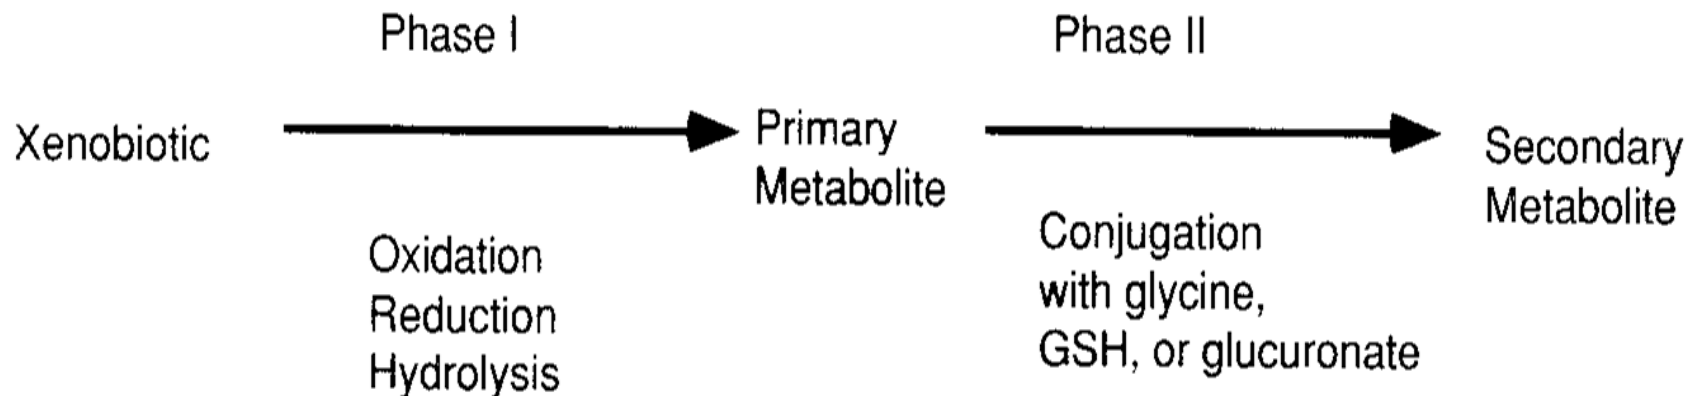 Phase I
Phase II
Xenobiotic
Primary
Metabolite
Secondary
Metabolite
Oxidation
Reduction
Hydrolysis
Conjugation
with glycine,
GSH, or glucuronate